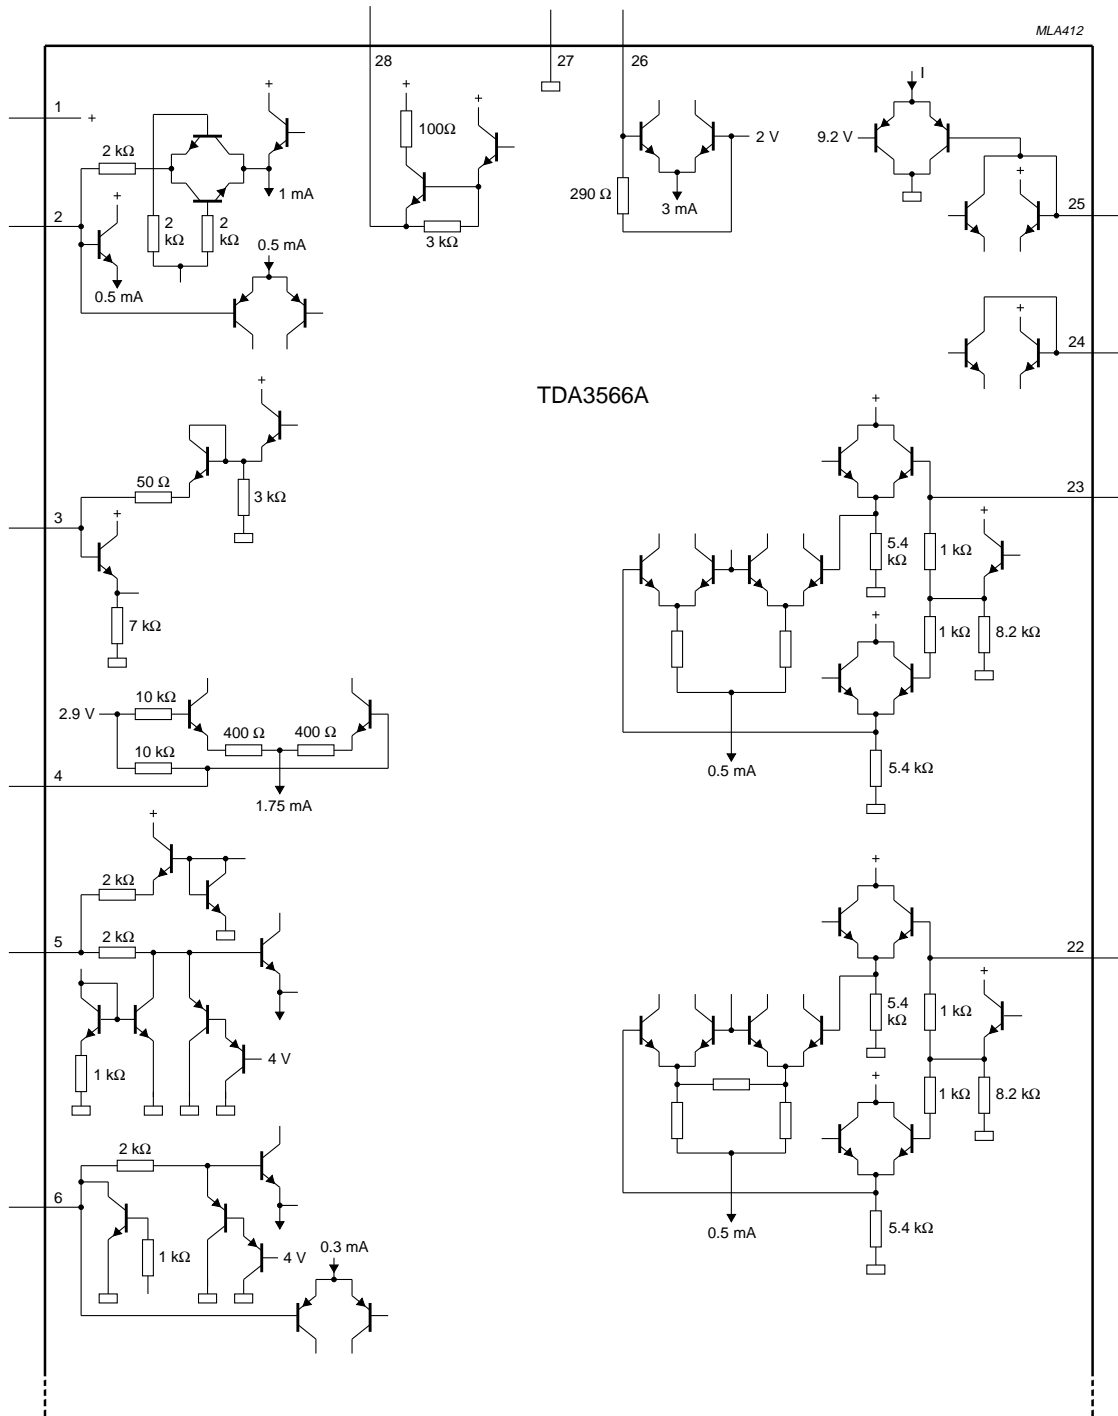 MLA412
28
27
26
I
1
+
+
+
+
100Ω
2 V
9.2 V
2 kΩ
1 mA
290 Ω
3 mA
+
+
25
2
2 kΩ
2 kΩ
3 kΩ
0.5 mA
0.5 mA
+
24
TDA3566A
+
+
50 Ω
3 kΩ
23
3
+
+
5.4 kΩ
1 kΩ
7 kΩ
+
1 kΩ
8.2 kΩ
10 kΩ
2.9 V
400 Ω
400 Ω
10 kΩ
0.5 mA
5.4 kΩ
4
1.75 mA
+
+
2 kΩ
5
2 kΩ
22
+
5.4 kΩ
1 kΩ
4 V
1 kΩ
+
1 kΩ
8.2 kΩ
2 kΩ
6
5.4 kΩ
0.5 mA
1 kΩ
4 V
0.3 mA